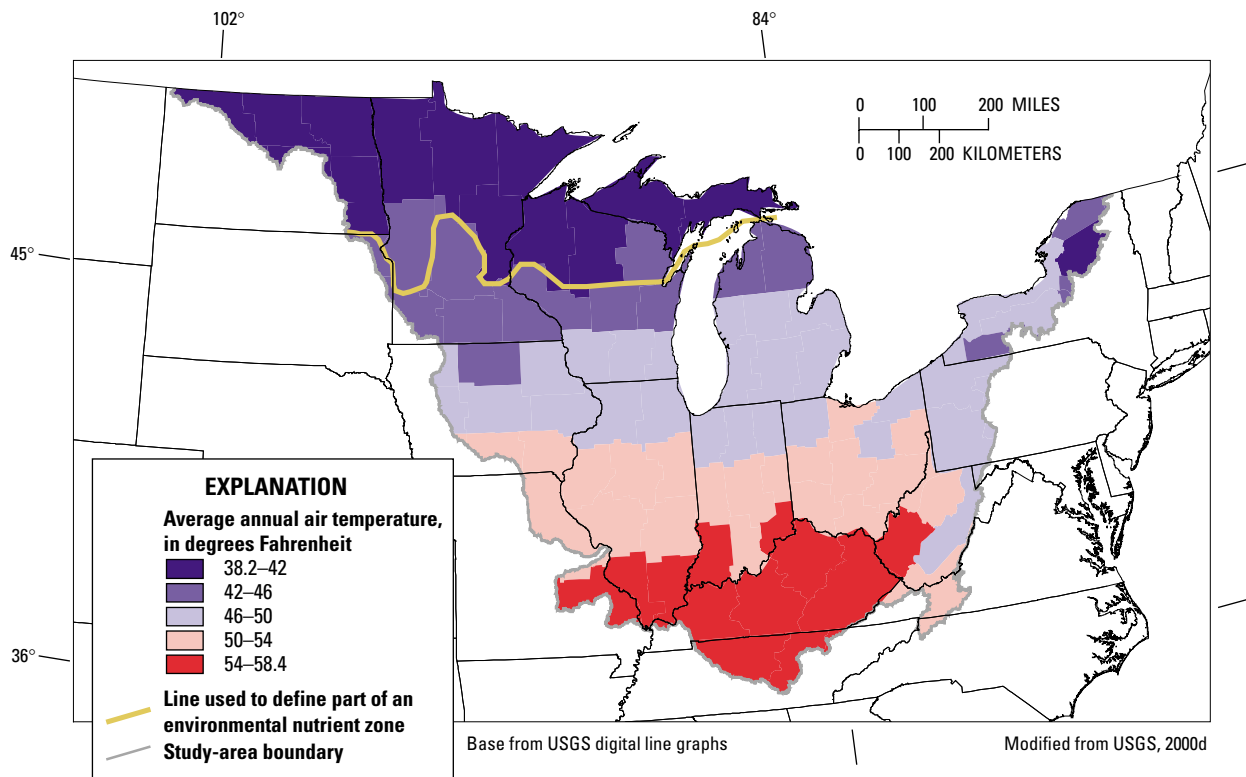 102°
84°
0 100 200 MILES
0 100 200 KILOMETERS
45°
36°
EXPLANATION
Average annual air temperature,
in degrees Fahrenheit
38.2–42
42–46
46–50
50–54
54–58.4
Line used to define part of an
environmental nutrient zone
Study-area boundary
Base from USGS digital line graphs
Modified from USGS, 2000d